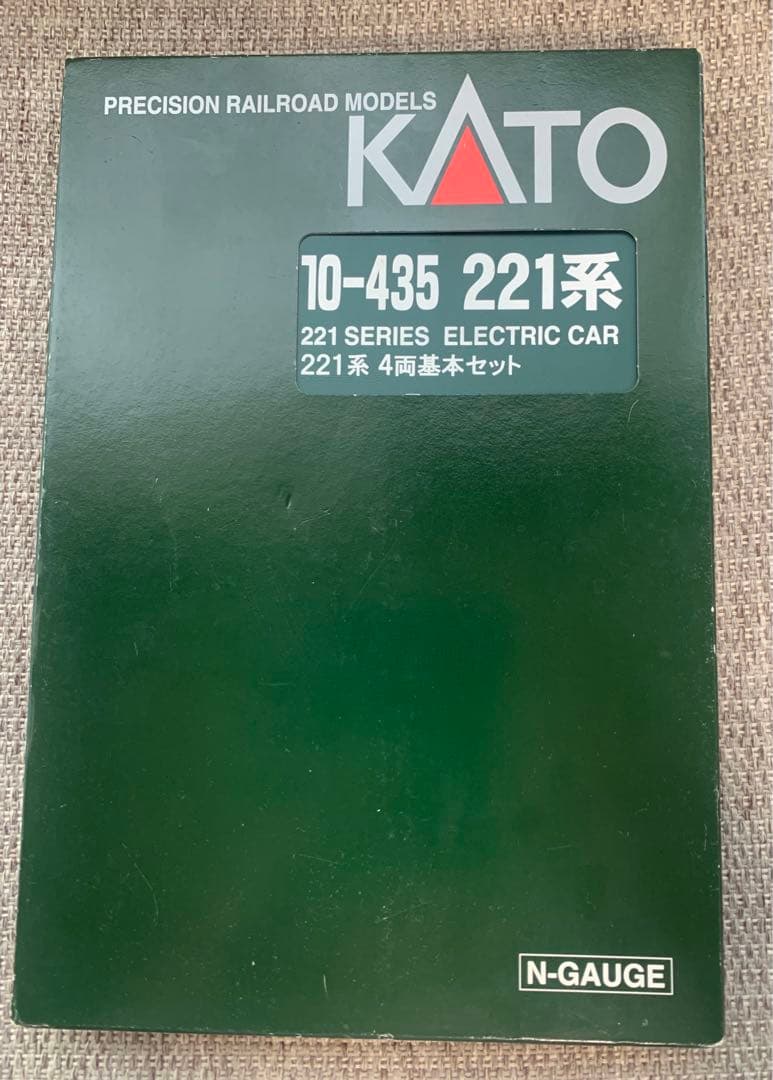 PRECISION RAILROAD MODELS
KATO
10-435 221系
221 SERIES ELECTRIC CAR
221系 4両基本セット
N-GAUGE